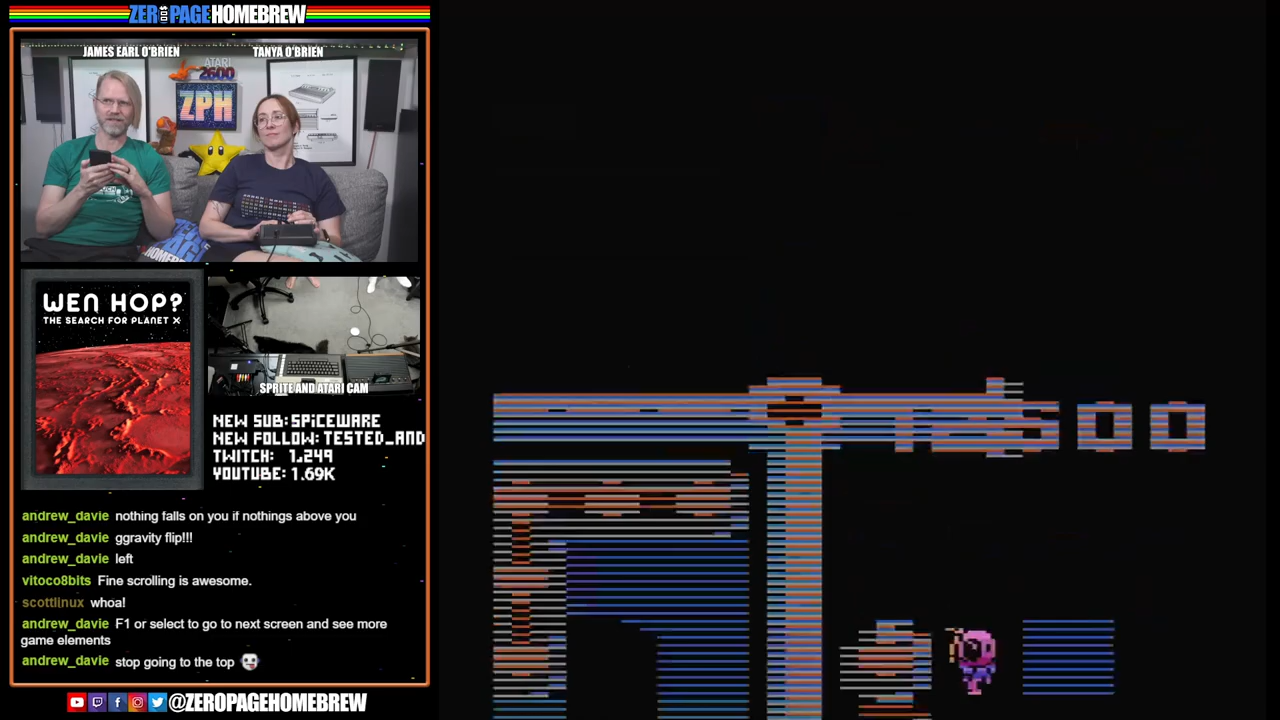 ZEROPAGEHOMEBREW
JAMES EARL O'BRIEN
TANYA O'BRIEN
ATARI
2600
ZPH
WEN HOP?
THE SEARCH FOR PLANET X
SPRITE AND ATARI CAM
NEW SUB: SPICEWARE
NEW FOLLOW: TESTED_AND
TWITCH: 1,249
YOUTUBE: 1.69K
andrew_davie nothing falls on you if nothings above you
andrew_davie ggravity flip!!!
andrew_davie left
vitoco8bits Fine scrolling is awesome.
scottlinux whoa!
andrew_davie F1 or select to go to next screen and see more
game elements
andrew_davie stop going to the top
@ZEROPAGEHOMEBREW